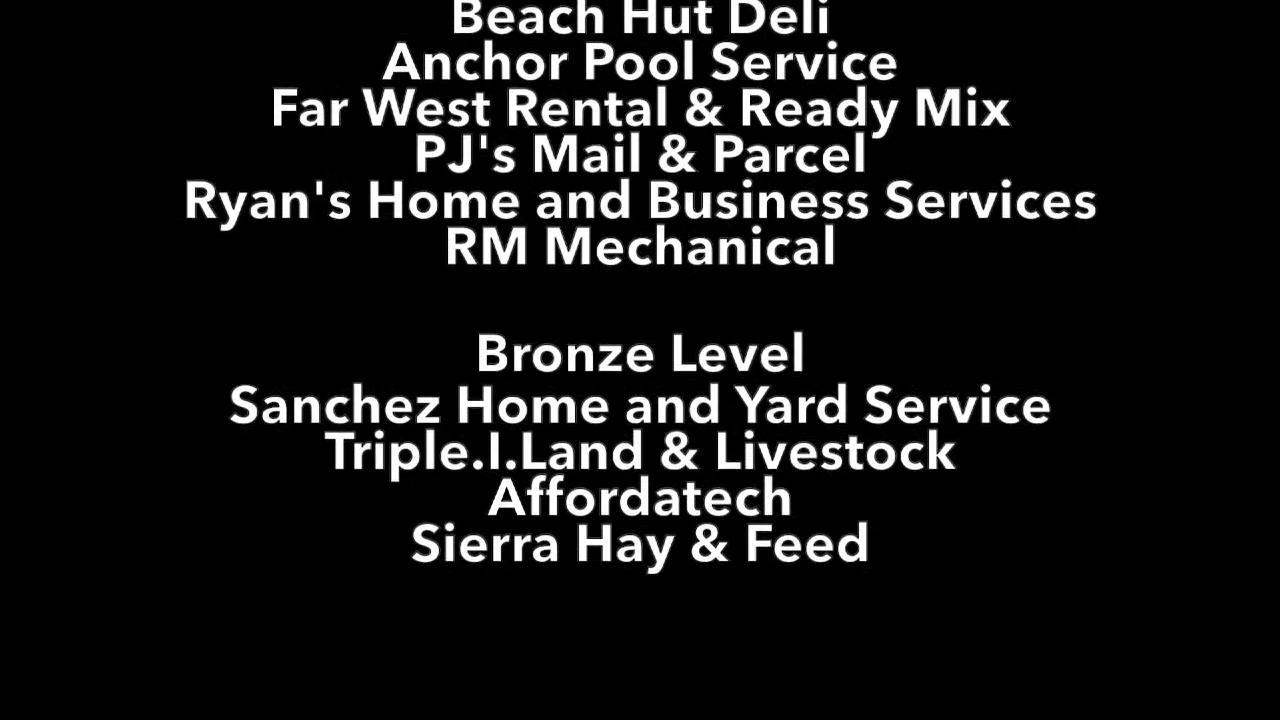 Beach Hut Deli
Anchor Pool Service
Far West Rental & Ready Mix
PJ's Mail & Parcel
Ryan's Home and Business Services
RM Mechanical
Bronze Level
Sanchez Home and Yard Service
Triple.I.Land & Livestock
Affordatech
Sierra Hay & Feed